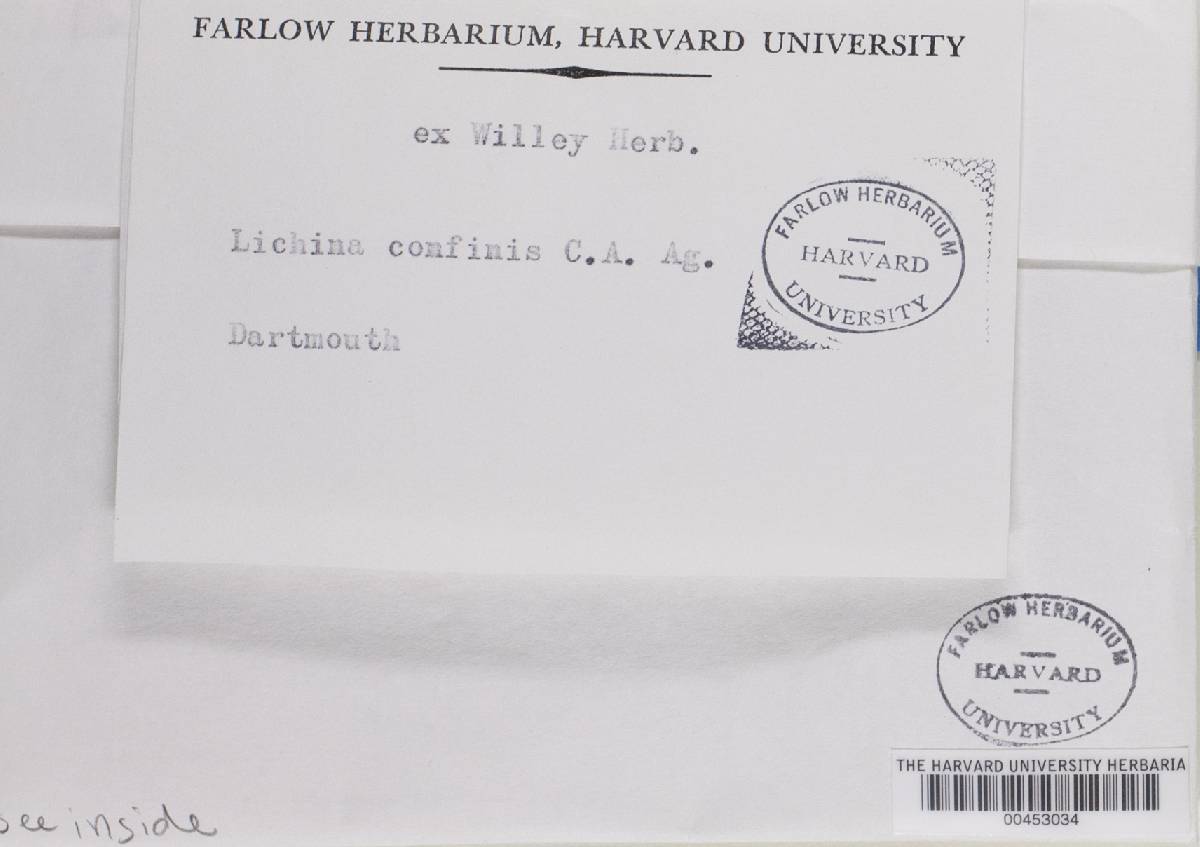 FARLOW HERBARIUM, HARVARD UNIVERSITY
ex Willey Herb.
Lichina confinis C.A. Ag.
Dartmouth
FARLOW HERBARIUM
HARVARD
UNIVERSITY
FARLOW HERBARIUM
HARVARD
UNIVERSITY
THE HARVARD UNIVERSITY HERBARIA
00453034
see inside